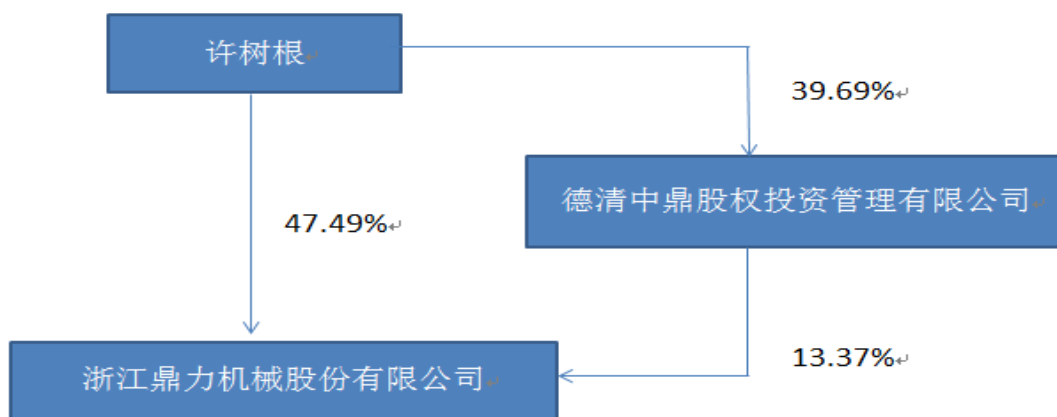 许树根
39.69%
德清中鼎股权投资管理有限公司
47.49%
浙江鼎力机械股份有限公司
13.37%